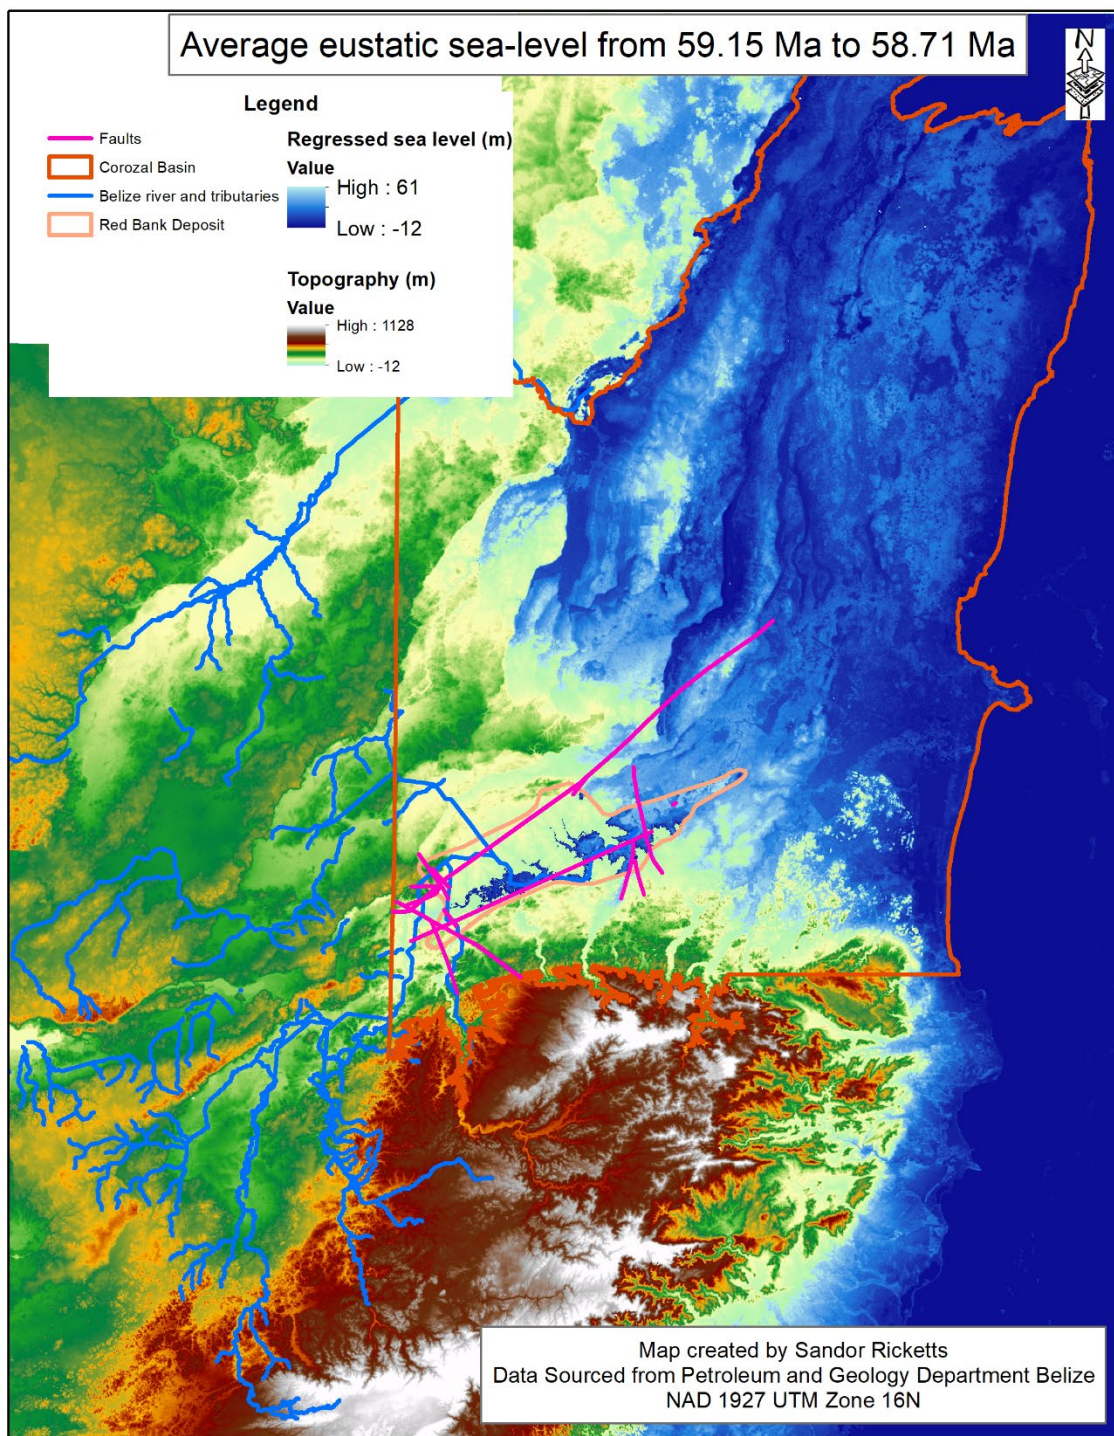 Average eustatic sea-level from 59.15 Ma to 58.71 Ma
N
Legend
Faults
Corozal Basin
Belize river and tributaries
Red Bank Deposit
Regressed sea level (m)
Value
High : 61
Low : -12
Topography (m)
Value
High : 1128
Low : -12
Map created by Sandor Ricketts
Data Sourced from Petroleum and Geology Department Belize
NAD 1927 UTM Zone 16N